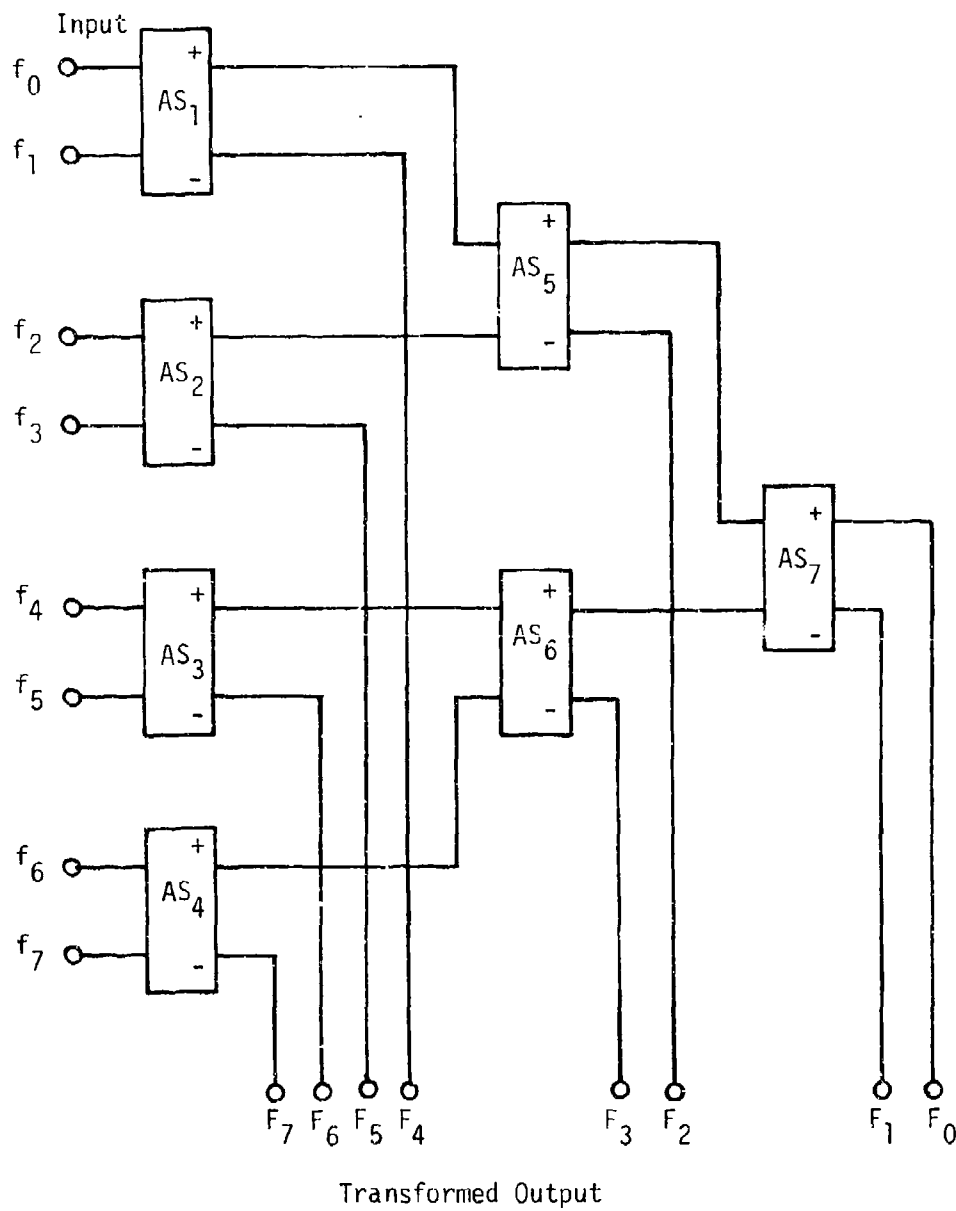 Input
f0
+
AS1
f1
-
+
AS5
-
f2
+
AS2
f3
-
+
AS7
-
f4
+
AS3
f5
-
+
AS6
-
f6
+
AS4
f7
-
F7 F6 F5 F4 F3 F2 F1 F0
Transformed Output